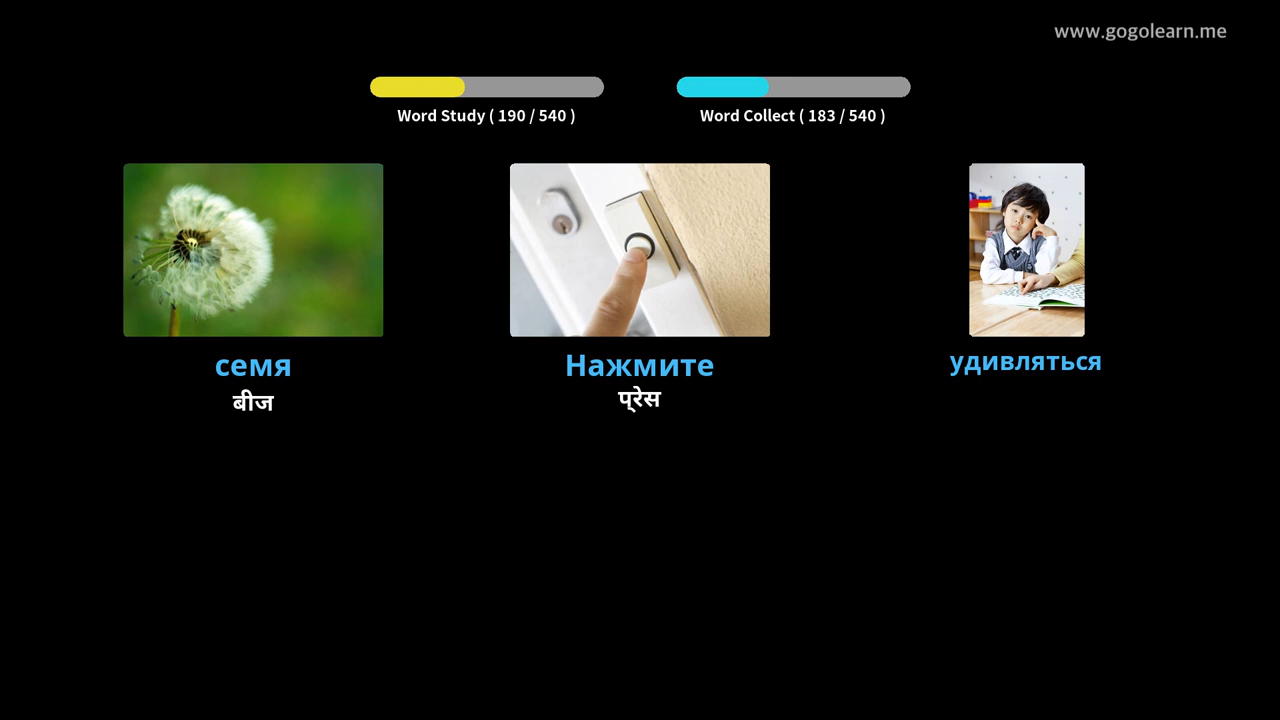 www.gogolearn.me
Word Study ( 190 / 540 )
Word Collect ( 183 / 540 )
семя
बीज
Нажмите
प्रेस
удивляться